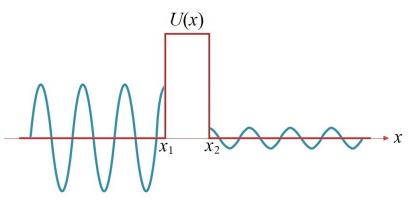 U(x)
x₁ x₂ x